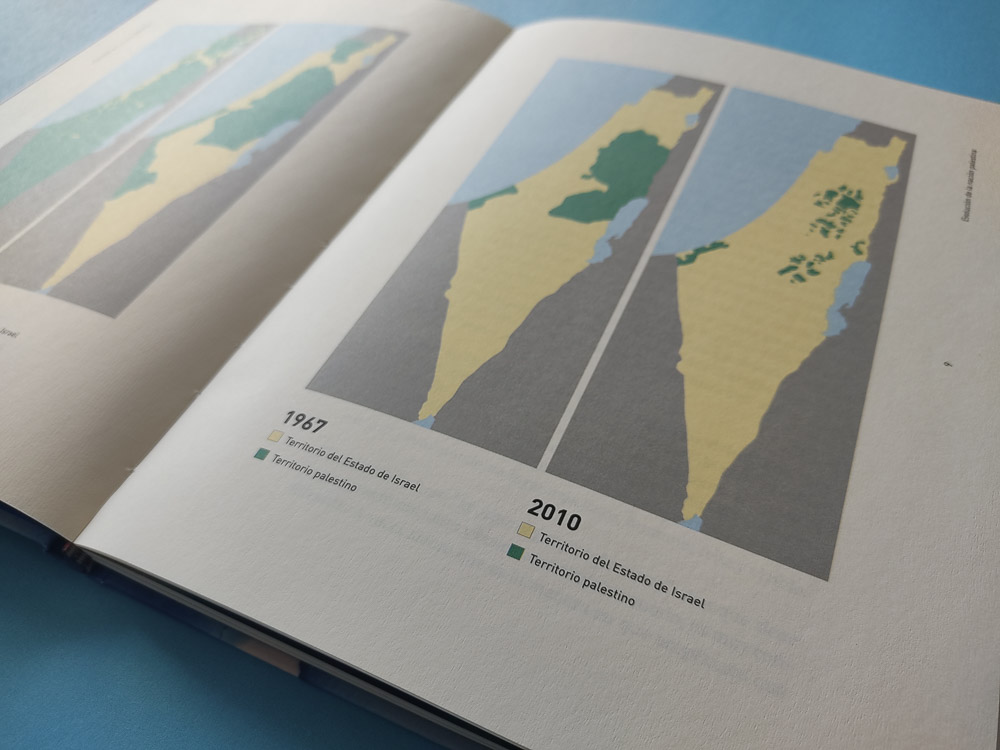 Israel
1967
Territorio del Estado de Israel
Territorio palestino
2010
Territorio del Estado de Israel
Territorio palestino
Evolución de la nación palestina
9